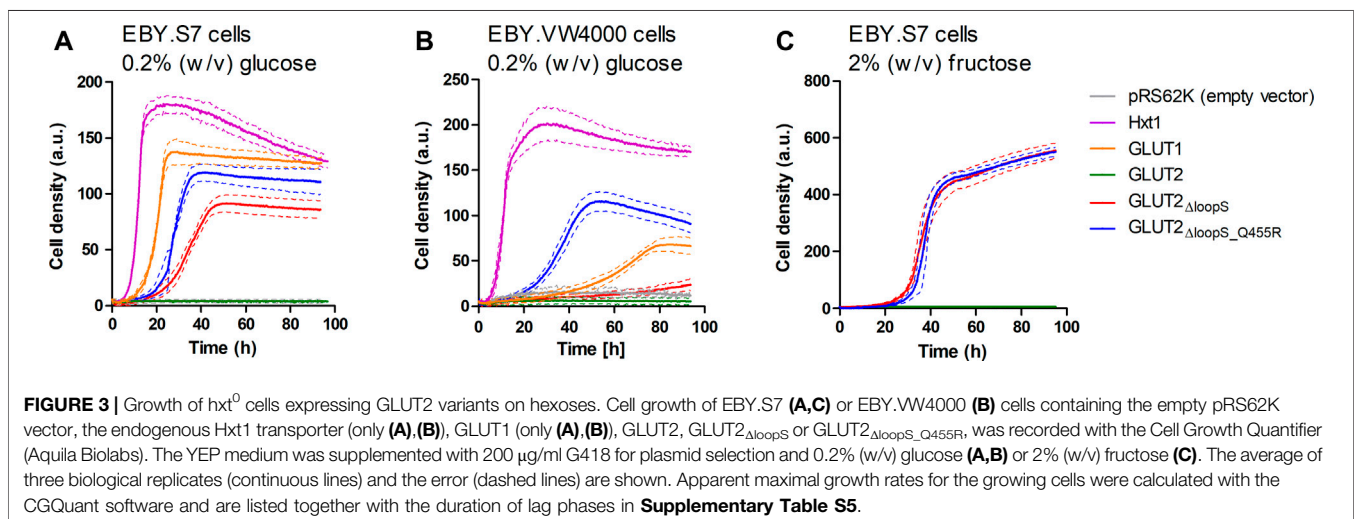 A
EBY.S7 cells
0.2% (w/v) glucose
Cell density (a.u.)
200
150
100
50
0
0 20 40 60 80 100
Time (h)
B
EBY.VW4000 cells
0.2% (w/v) glucose
Cell density (a.u.)
250
200
150
100
50
0
0 20 40 60 80 100
Time [h]
C
EBY.S7 cells
2% (w/v) fructose
Cell density (a.u.)
800
600
400
200
0
0 20 40 60 80 100
Time (h)
pRS62K (empty vector)
Hxt1
GLUT1
GLUT2
GLUT2ΔloopS
GLUT2ΔloopS_Q455R
FIGURE 3 | Growth of hxt⁰ cells expressing GLUT2 variants on hexoses. Cell growth of EBY.S7 (A,C) or EBY.VW4000 (B) cells containing the empty pRS62K
vector, the endogenous Hxt1 transporter (only (A),(B)), GLUT1 (only (A),(B)), GLUT2, GLUT2ΔloopS or GLUT2ΔloopS_Q455R, was recorded with the Cell Growth Quantifier
(Aquila Biolabs). The YEP medium was supplemented with 200 μg/ml G418 for plasmid selection and 0.2% (w/v) glucose (A,B) or 2% (w/v) fructose (C). The average of
three biological replicates (continuous lines) and the error (dashed lines) are shown. Apparent maximal growth rates for the growing cells were calculated with the
CGQuant software and are listed together with the duration of lag phases in Supplementary Table S5.